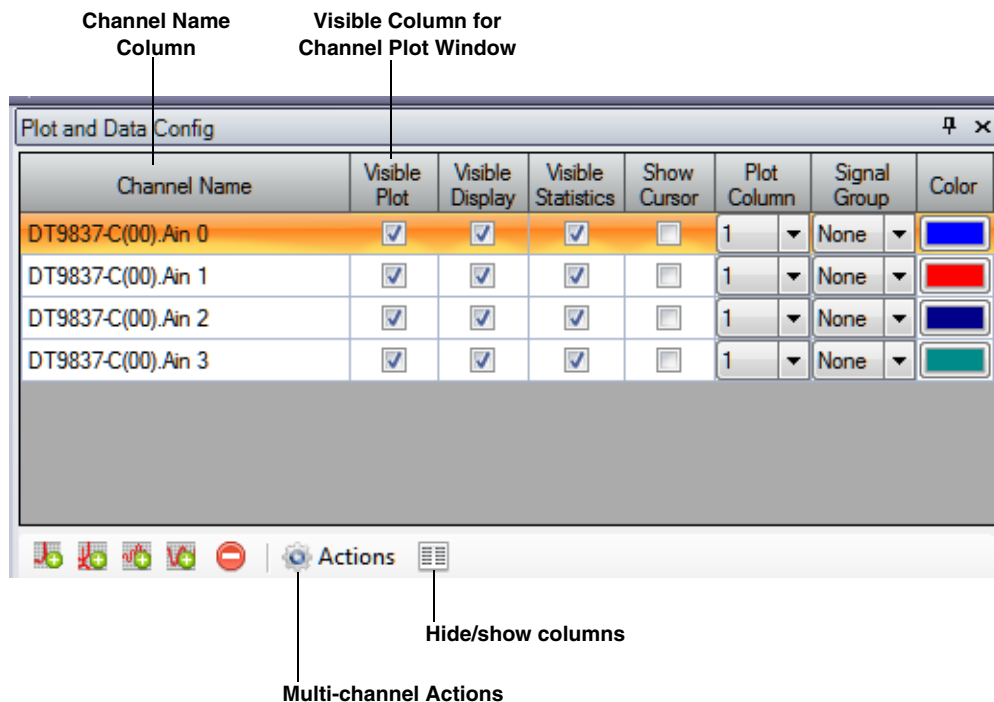 Channel Name
Column
Visible Column for
Channel Plot Window
Plot and Data Config
Channel Name Visible Plot Visible Display Visible Statistics Show Cursor Plot Column Signal Group Color
DT9837-C(00).Ain 0 1 None
DT9837-C(00).Ain 1 1 None
DT9837-C(00).Ain 2 1 None
DT9837-C(00).Ain 3 1 None
Actions
Hide/show columns
Multi-channel Actions